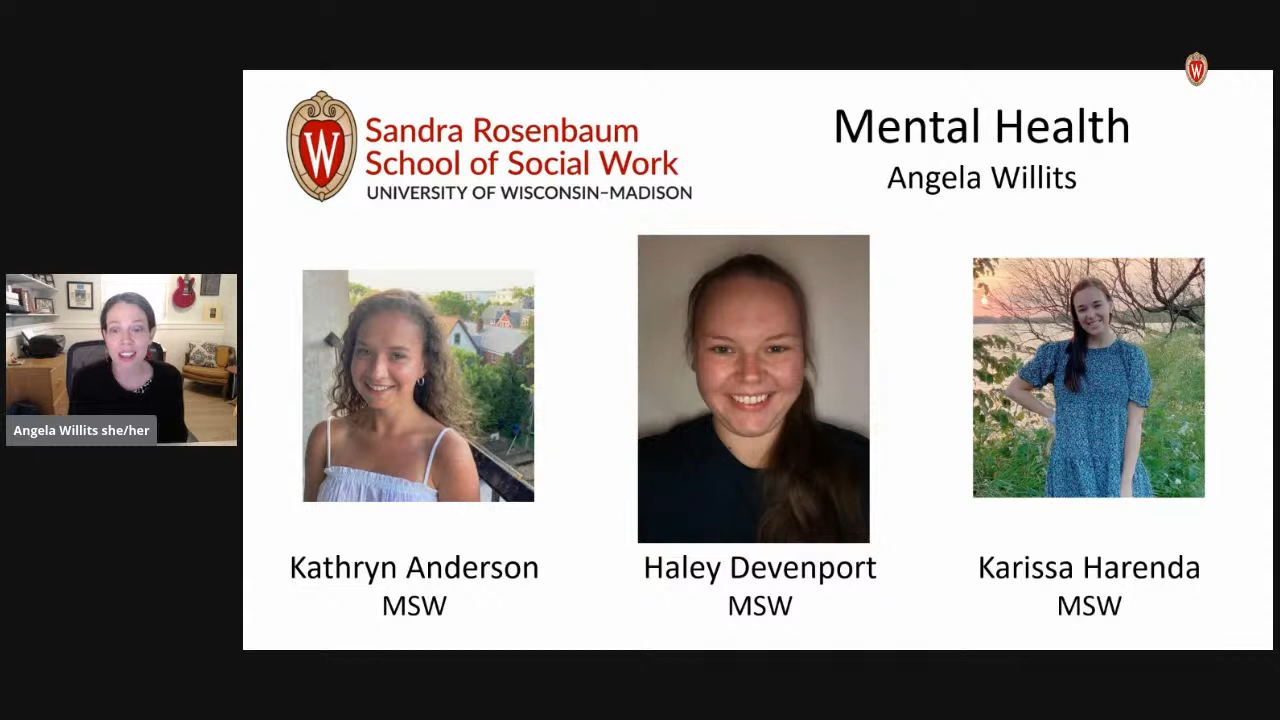 W
Sandra Rosenbaum
School of Social Work
UNIVERSITY OF WISCONSIN–MADISON
Mental Health
Angela Willits
W
Angela Willits she/her
Kathryn Anderson
MSW
Haley Devenport
MSW
Karissa Harenda
MSW